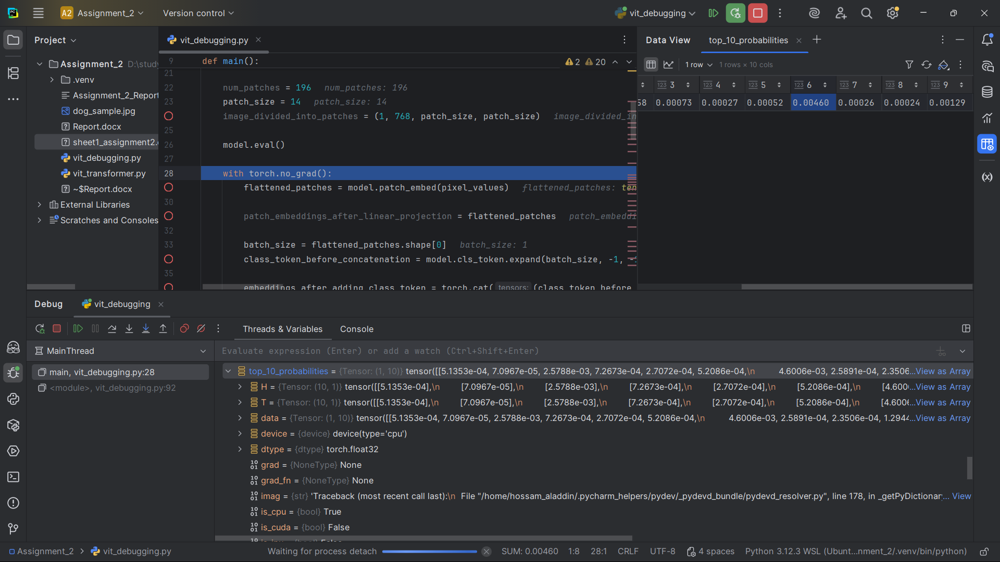 PC
A2 Assignment_2
Version control
vit_debugging
Project
vit_debugging.py
Data View
top_10_probabilities
9 def main():
2 20
1 row
1 rows × 10 cols
Assignment_2 D:\study
.venv
Assignment_2_Report
dog_sample.jpg
Report.docx
sheet1_assignment2.
vit_debugging.py
vit_transformer.py
~$Report.docx
External Libraries
Scratches and Consoles
21
22 num_patches = 196 num_patches: 196
23 patch_size = 14 patch_size: 14
image_divided_into_patches = (1, 768, patch_size, patch_size) image_divided_in
25
26 model.eval()
27
28 with torch.no_grad():
flattened_patches = model.patch_embed(pixel_values) flattened_patches: ten
30
patch_embeddings_after_linear_projection = flattened_patches patch_embeddi
32
33 batch_size = flattened_patches.shape[0] batch_size: 1
class_token_before_concatenation = model.cls_token.expand(batch_size, -1, -1
35
embeddings_after_adding_class_token = torch.cat( tensors: (class_token_before_
123 3 123 4 123 5 123 6 123 7 123 8 123 9
58 0.00073 0.00027 0.00052 0.00460 0.00026 0.00024 0.00129
Debug
vit_debugging
Threads & Variables
Console
MainThread
main, vit_debugging.py:28
<module>, vit_debugging.py:92
Evaluate expression (Enter) or add a watch (Ctrl+Shift+Enter)
top_10_probabilities = {Tensor: (1, 10)} tensor([[5.1353e-04, 7.0967e-05, 2.5788e-03, 7.2673e-04, 2.7072e-04, 5.2086e-04,\n 4.6006e-03, 2.5891e-04, 2.3506...View as Array
H = {Tensor: (10, 1)} tensor([[5.1353e-04],\n [7.0967e-05],\n [2.5788e-03],\n [7.2673e-04],\n [2.7072e-04],\n [5.2086e-04],\n [4.600...View as Array
T = {Tensor: (10, 1)} tensor([[5.1353e-04],\n [7.0967e-05],\n [2.5788e-03],\n [7.2673e-04],\n [2.7072e-04],\n [5.2086e-04],\n [4.6006...View as Array
data = {Tensor: (1, 10)} tensor([[5.1353e-04, 7.0967e-05, 2.5788e-03, 7.2673e-04, 2.7072e-04, 5.2086e-04,\n 4.6006e-03, 2.5891e-04, 2.3506e-04, 1.294...View as Array
device = {device} device(type='cpu')
dtype = {dtype} torch.float32
grad = {NoneType} None
grad_fn = {NoneType} None
imag = {str} 'Traceback (most recent call last):\n File "/home/hossam_aladdin/.pycharm_helpers/pydev/_pydevd_bundle/pydevd_resolver.py", line 178, in _getPyDictionar... View
is_cpu = {bool} True
is_cuda = {bool} False
Assignment_2 > vit_debugging.py
Waiting for process detach
SUM: 0.00460
1:8
28:1
CRLF
UTF-8
4 spaces
Python 3.12.3 WSL (Ubunt...nment_2/.venv/bin/python)